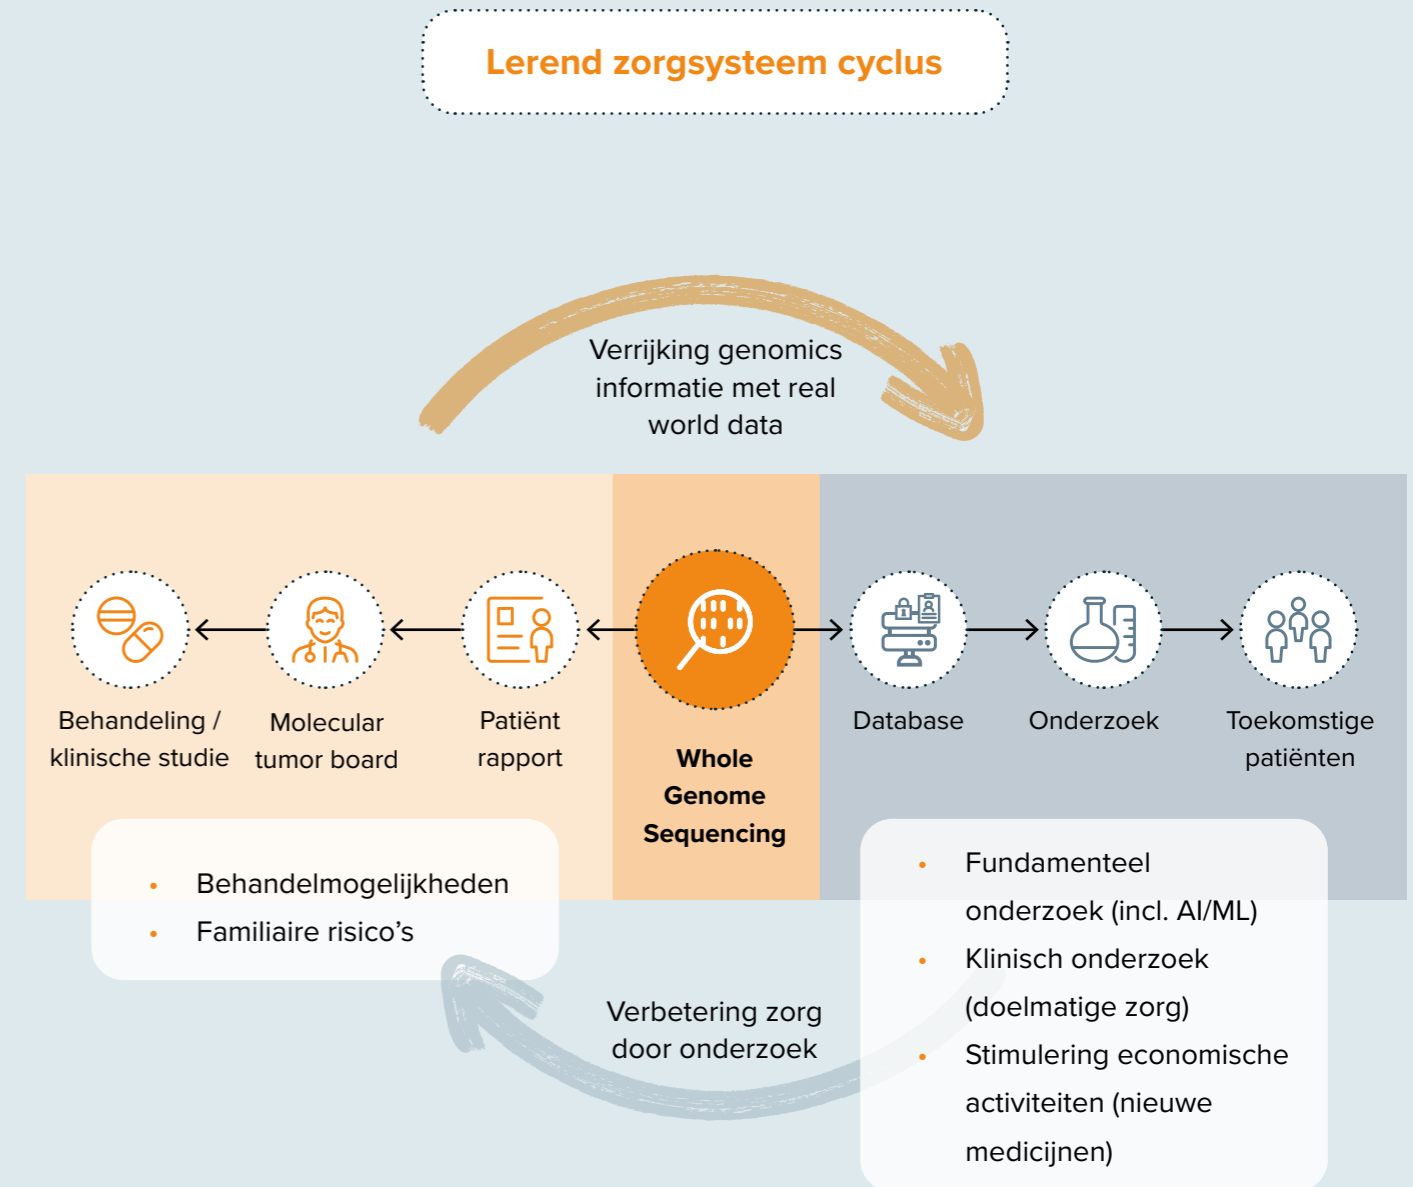 Lerend zorgsysteem cyclus
Verrijking genomics
informatie met real
world data
Behandeling /
klinische studie
Molecular
tumor board
Patiënt
rapport
Whole
Genome
Sequencing
Database
Onderzoek
Toekomstige
patiënten
• Behandelmogelijkheden
• Familiaire risico's
• Fundamenteel
onderzoek (incl. AI/ML)
• Klinisch onderzoek
(doelmatige zorg)
• Stimulering economische
activiteiten (nieuwe
medicijnen)
Verbetering zorg
door onderzoek